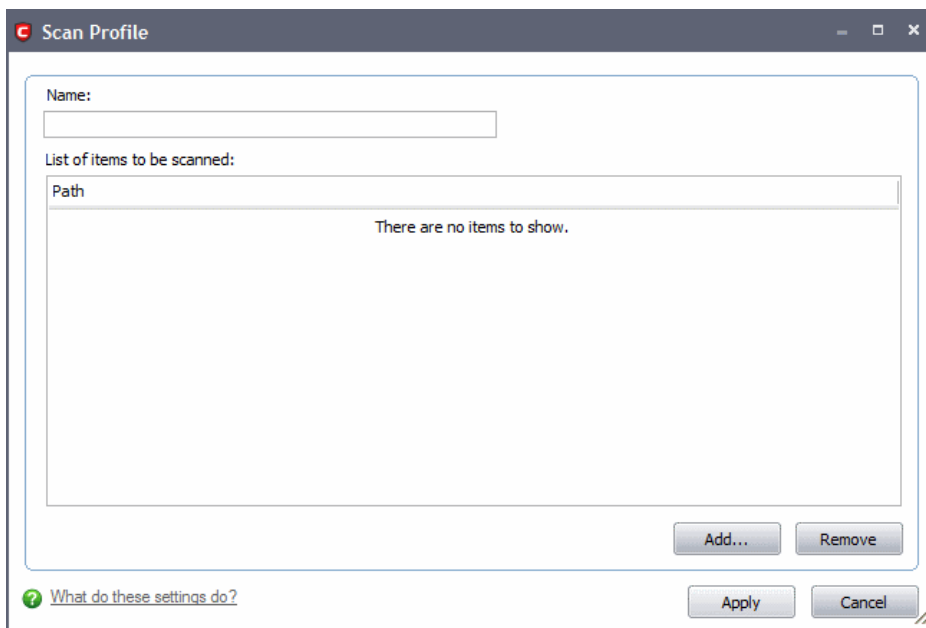 Scan Profile
Name:
List of items to be scanned:
Path
There are no items to show.
Add...
Remove
What do these settings do?
Apply
Cancel